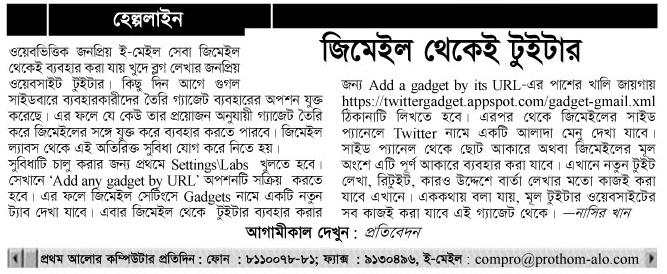 হেল্পলাইন
জিমেইল থেকেই টুইটার
ওয়েবভিত্তিক জনপ্রিয় ই-মেইল সেবা জিমেইল
থেকেই ব্যবহার করা যায় খুদে ব্লগ লেখার জনপ্রিয়
ওয়েবসাইট টুইটার। কিছু দিন আগে গুগল
সাইডবারে ব্যবহারকারীদের তৈরি গ্যাজেট ব্যবহারের অপশন যুক্ত
করেছে। এর ফলে যে কেউ তার প্রয়োজন অনুযায়ী গ্যাজেট তৈরি
করে জিমেইলের সঙ্গে যুক্ত করে ব্যবহার করতে পারবে। জিমেইল
ল্যাবস থেকে এই অতিরিক্ত সুবিধা যোগ করে নিতে হয়।
সুবিধাটি চালু করার জন্য প্রথমে Settings\Labs খুলতে হবে।
সেখানে ‘Add any gadget by URL’ অপশনটি সক্রিয় করতে
হবে। এর ফলে জিমেইল সেটিংসে Gadgets নামে একটি নতুন
ট্যাব দেখা যাবে। এবার জিমেইল থেকে টুইটার ব্যবহার করার
জন্য Add a gadget by its URL-এর পাশের খালি জায়গায়
https://twittergadget.appspot.com/gadget-gmail.xml
ঠিকানাটি লিখতে হবে। এরপর থেকে জিমেইলের সাইড
প্যানেলে Twitter নামে একটি আলাদা মেনু দেখা যাবে।
সাইড প্যানেল থেকে ছোট আকারে অথবা জিমেইলের মূল
অংশে এটি পূর্ণ আকারে ব্যবহার করা যাবে। এখানে নতুন টুইট
লেখা, রিটুইট, কারও উদ্দেশে বার্তা লেখার মতো কাজই করা
যাবে এখানে। এককথায় বলা যায়, মূল টুইটার ওয়েবসাইটের
সব কাজই করা যাবে এই গ্যাজেট থেকে। —নাসির খান
আগামীকাল দেখুন : প্রতিবেদন
প্রথম আলোর কম্পিউটার প্রতিদিন : ফোন : ৮১১০০৭৮-৮১; ফ্যাক্স : ৯১৩০৪৯৬, ই-মেইল : compro@prothom-alo.com